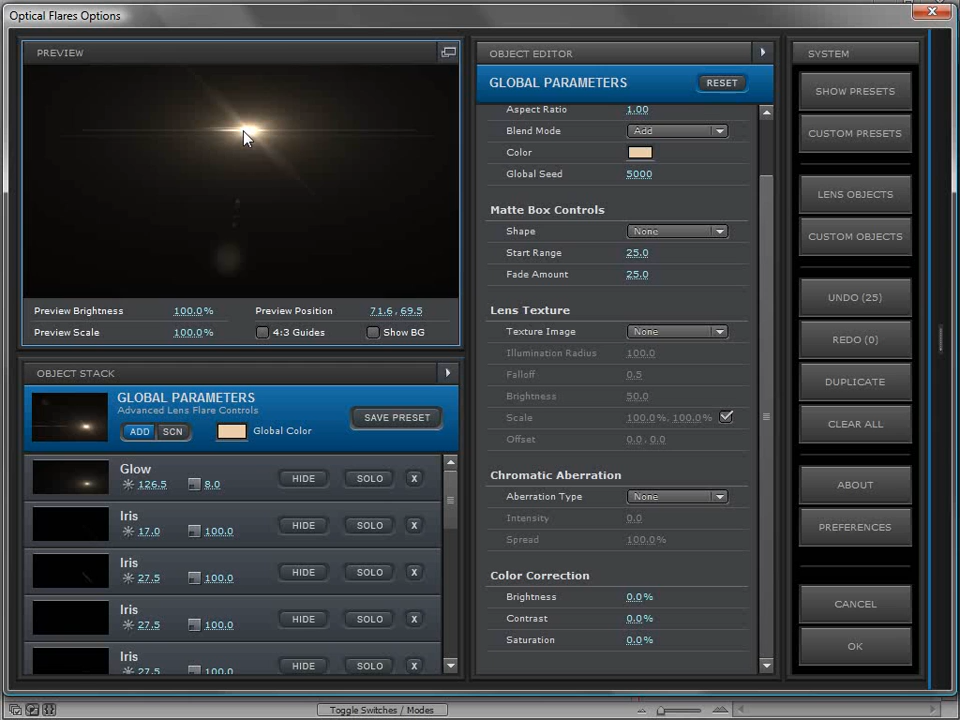 Optical Flares Options
PREVIEW
Preview Brightness 100.0% Preview Position 71.6 , 69.5
Preview Scale 100.0% 4:3 Guides Show BG
OBJECT STACK
GLOBAL PARAMETERS
Advanced Lens Flare Controls
ADD SCN Global Color SAVE PRESET
Glow
126.5 8.0 HIDE SOLO X
Iris
17.0 100.0 HIDE SOLO X
Iris
27.5 100.0 HIDE SOLO X
Iris
27.5 100.0 HIDE SOLO X
Iris
27.5 100.0 HIDE SOLO X
OBJECT EDITOR
GLOBAL PARAMETERS RESET
Aspect Ratio 1.00
Blend Mode Add
Color
Global Seed 5000
Matte Box Controls
Shape None
Start Range 25.0
Fade Amount 25.0
Lens Texture
Texture Image None
Illumination Radius 100.0
Falloff 0.5
Brightness 50.0
Scale 100.0%, 100.0%
Offset 0.0, 0.0
Chromatic Aberration
Aberration Type None
Intensity 0.0
Spread 100.0%
Color Correction
Brightness 0.0%
Contrast 0.0%
Saturation 0.0%
SYSTEM
SHOW PRESETS
CUSTOM PRESETS
LENS OBJECTS
CUSTOM OBJECTS
UNDO (25)
REDO (0)
DUPLICATE
CLEAR ALL
ABOUT
PREFERENCES
CANCEL
OK
Toggle Switches / Modes